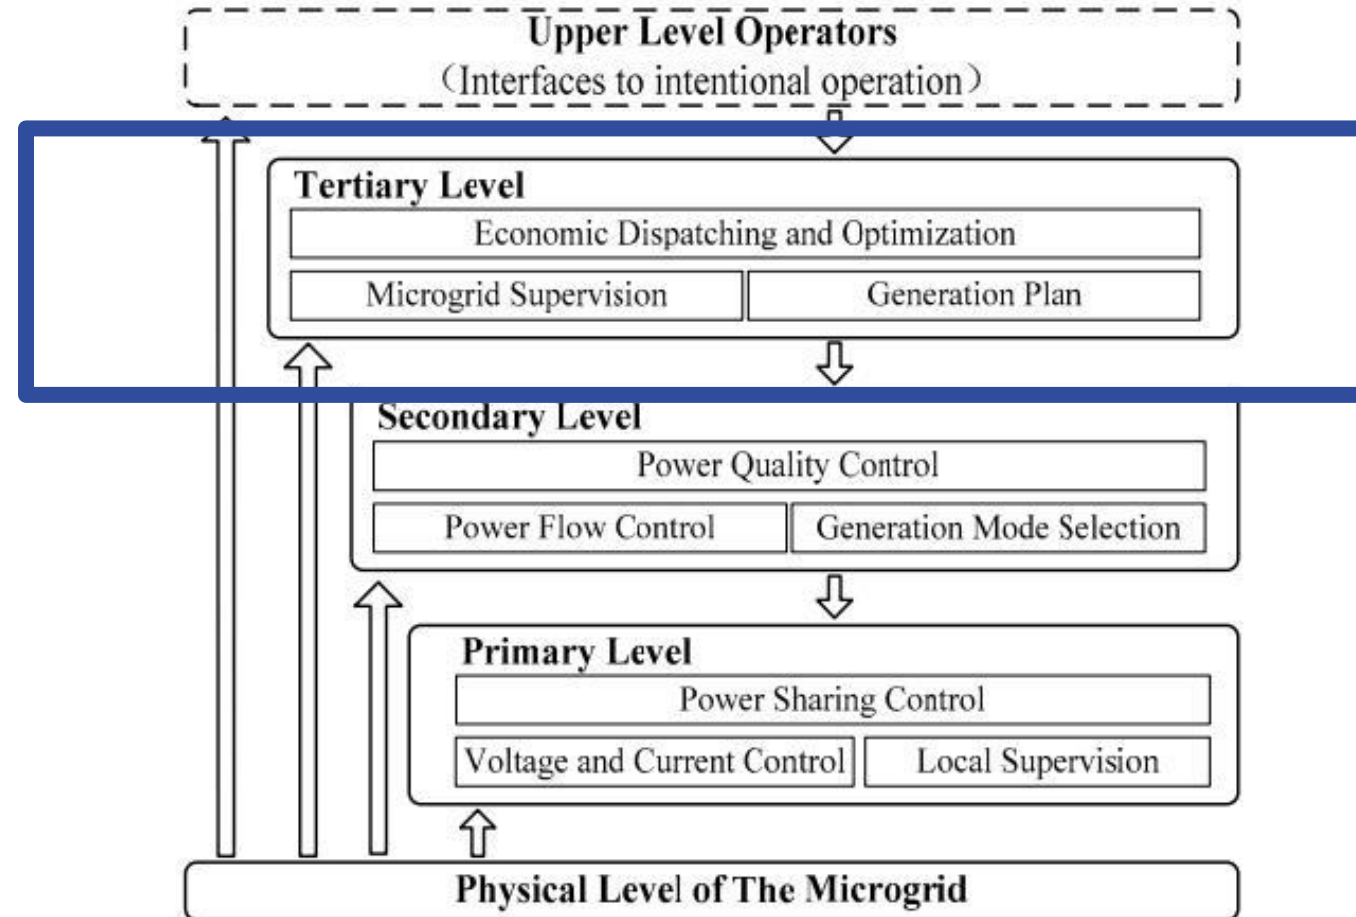 Upper Level Operators
（Interfaces to intentional operation）
Tertiary Level
Economic Dispatching and Optimization
Microgrid Supervision
Generation Plan
Secondary Level
Power Quality Control
Power Flow Control
Generation Mode Selection
Primary Level
Power Sharing Control
Voltage and Current Control
Local Supervision
Physical Level of The Microgrid